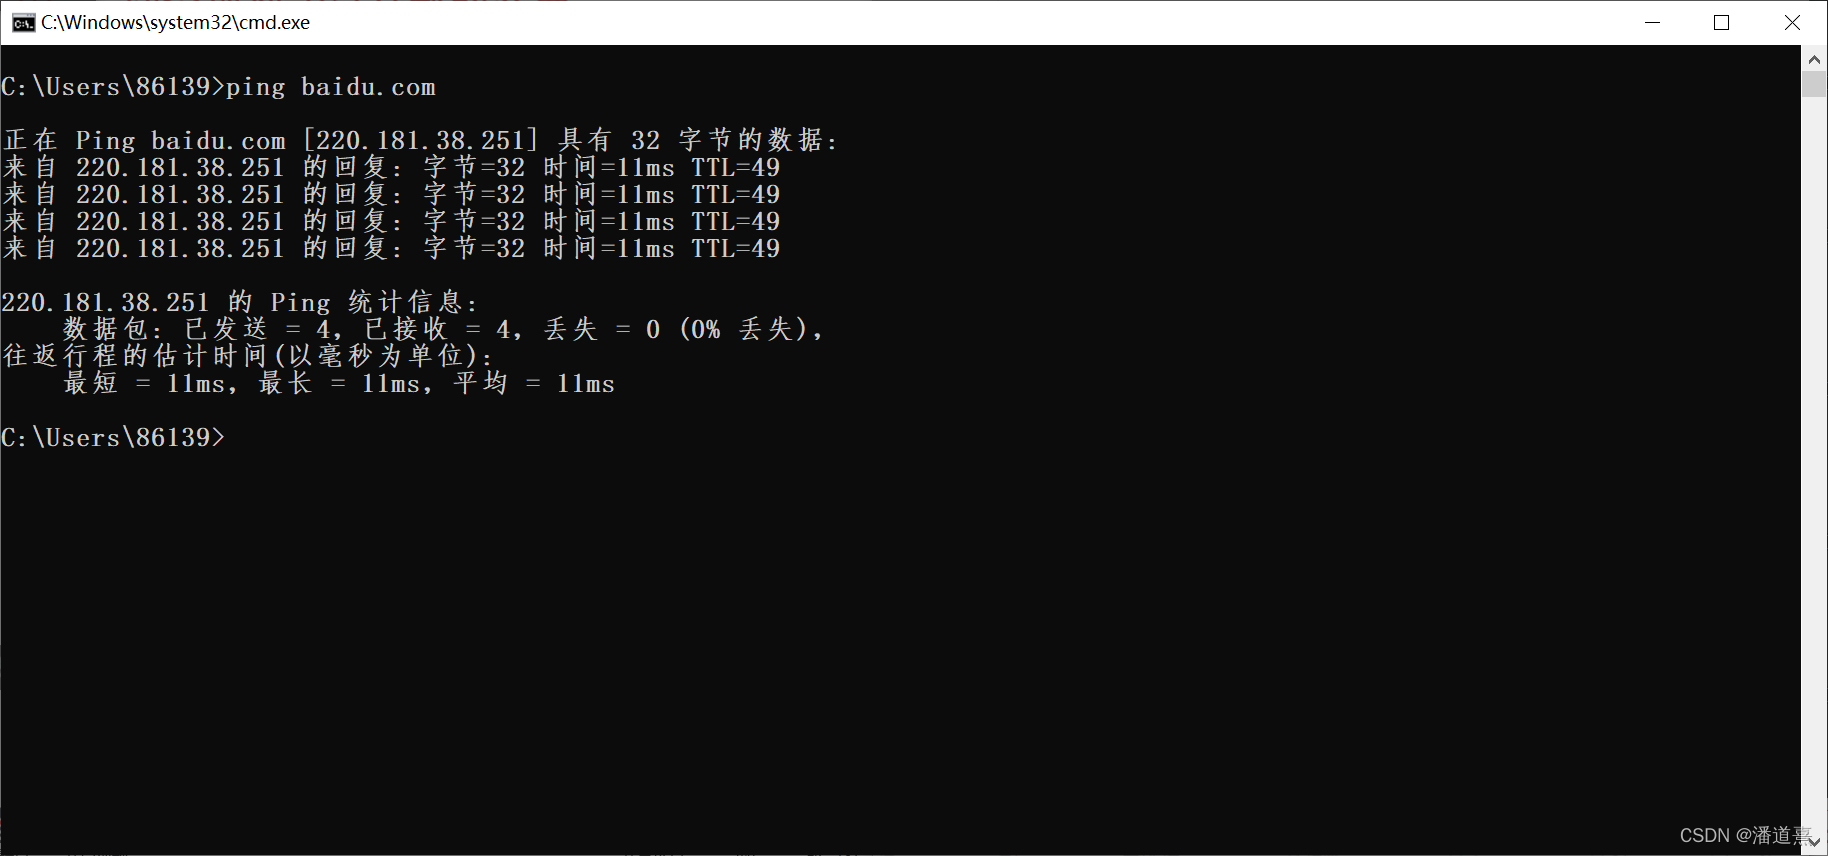 C:\Windows\system32\cmd.exe
C:\Users\86139>ping baidu.com
正在 Ping baidu.com [220.181.38.251] 具有 32 字节的数据:
来自 220.181.38.251 的回复: 字节=32 时间=11ms TTL=49
来自 220.181.38.251 的回复: 字节=32 时间=11ms TTL=49
来自 220.181.38.251 的回复: 字节=32 时间=11ms TTL=49
来自 220.181.38.251 的回复: 字节=32 时间=11ms TTL=49
220.181.38.251 的 Ping 统计信息:
    数据包: 已发送 = 4，已接收 = 4，丢失 = 0 (0% 丢失)，
往返行程的估计时间(以毫秒为单位):
    最短 = 11ms，最长 = 11ms，平均 = 11ms
C:\Users\86139>
CSDN @潘道熹